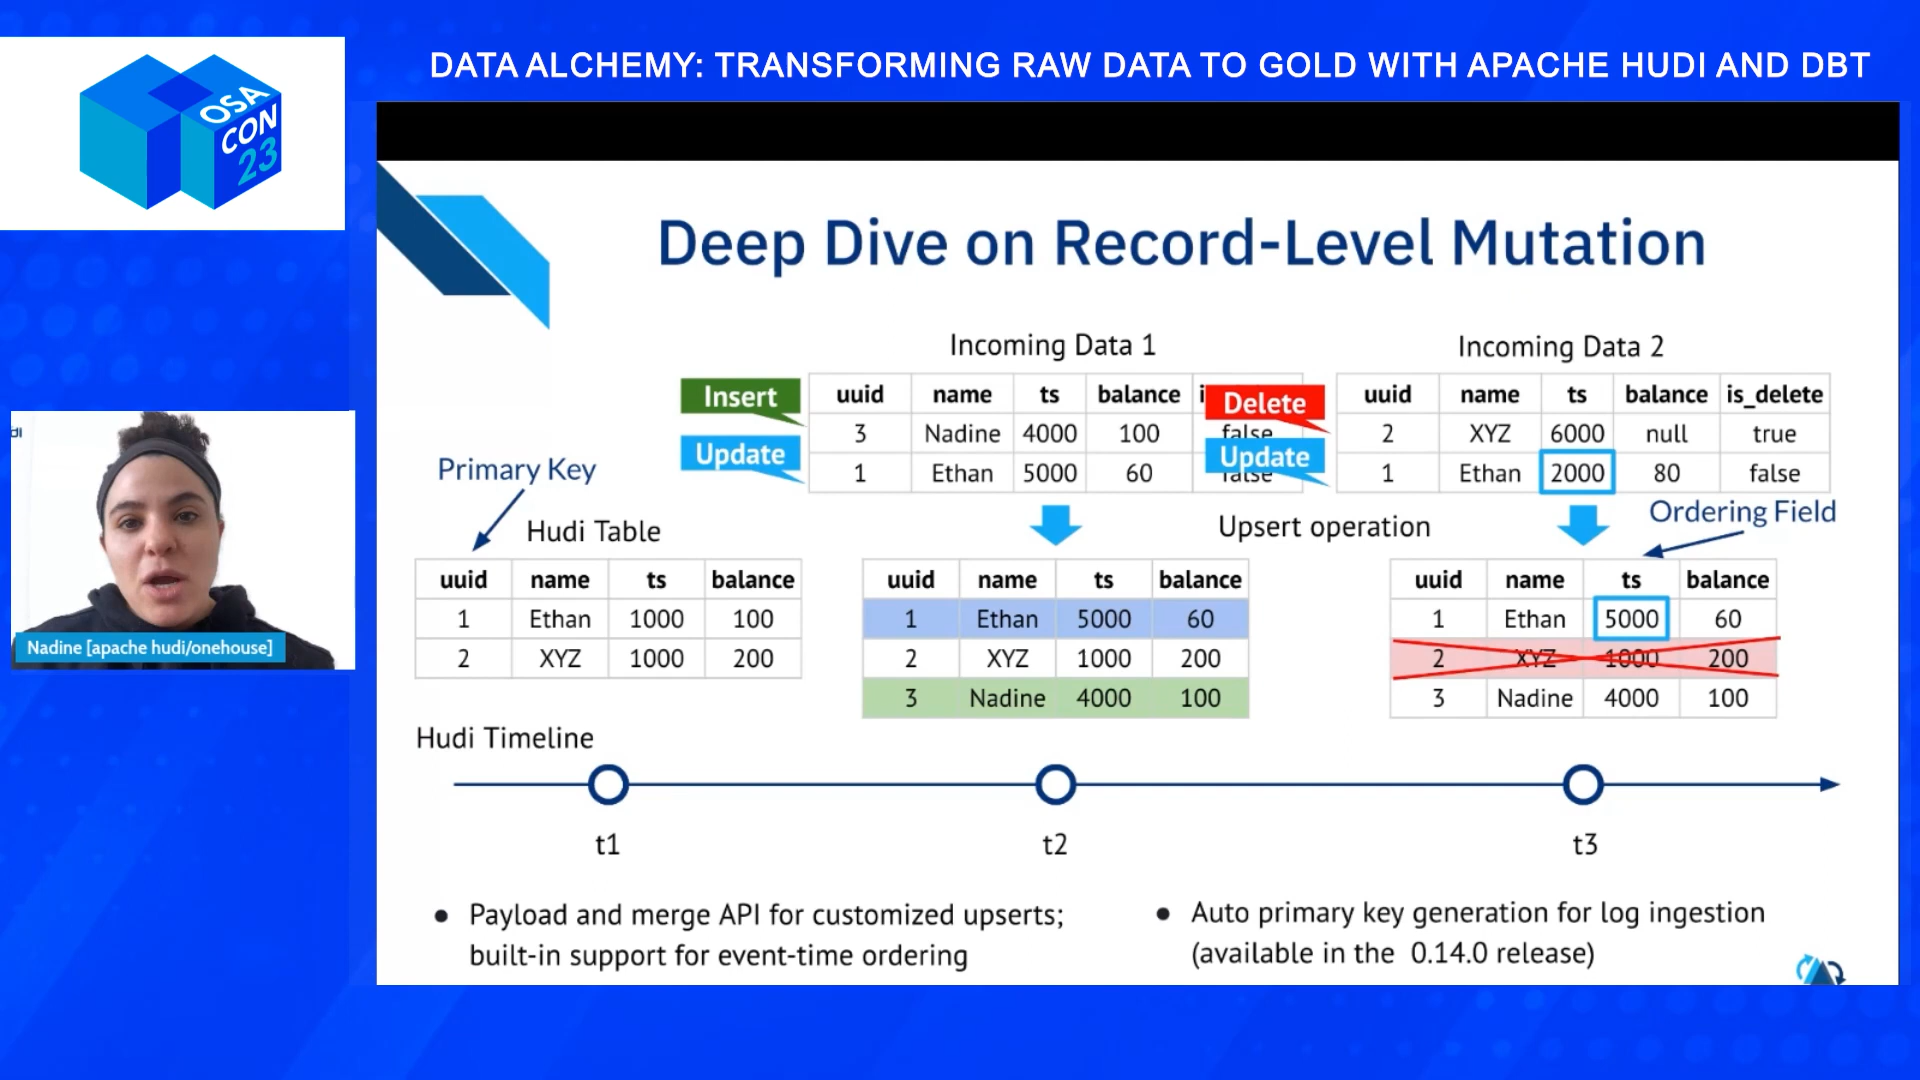 DATA ALCHEMY: TRANSFORMING RAW DATA TO GOLD WITH APACHE HUDI AND DBT
OSA
CON
23
Deep Dive on Record-Level Mutation
Incoming Data 1
Insert
Update
uuid name ts balance
3 Nadine 4000 100 false
1 Ethan 5000 60 false
Incoming Data 2
Delete
Update
uuid name ts balance is_delete
2 XYZ 6000 null true
1 Ethan 2000 80 false
Primary Key
Hudi Table
uuid name ts balance
1 Ethan 1000 100
2 XYZ 1000 200
Upsert operation
uuid name ts balance
1 Ethan 5000 60
2 XYZ 1000 200
3 Nadine 4000 100
Ordering Field
uuid name ts balance
1 Ethan 5000 60
2 XYZ 1000 200
3 Nadine 4000 100
Hudi Timeline
t1
t2
t3
● Payload and merge API for customized upserts;
built-in support for event-time ordering
● Auto primary key generation for log ingestion
(available in the 0.14.0 release)
Nadine [apache hudi/onehouse]